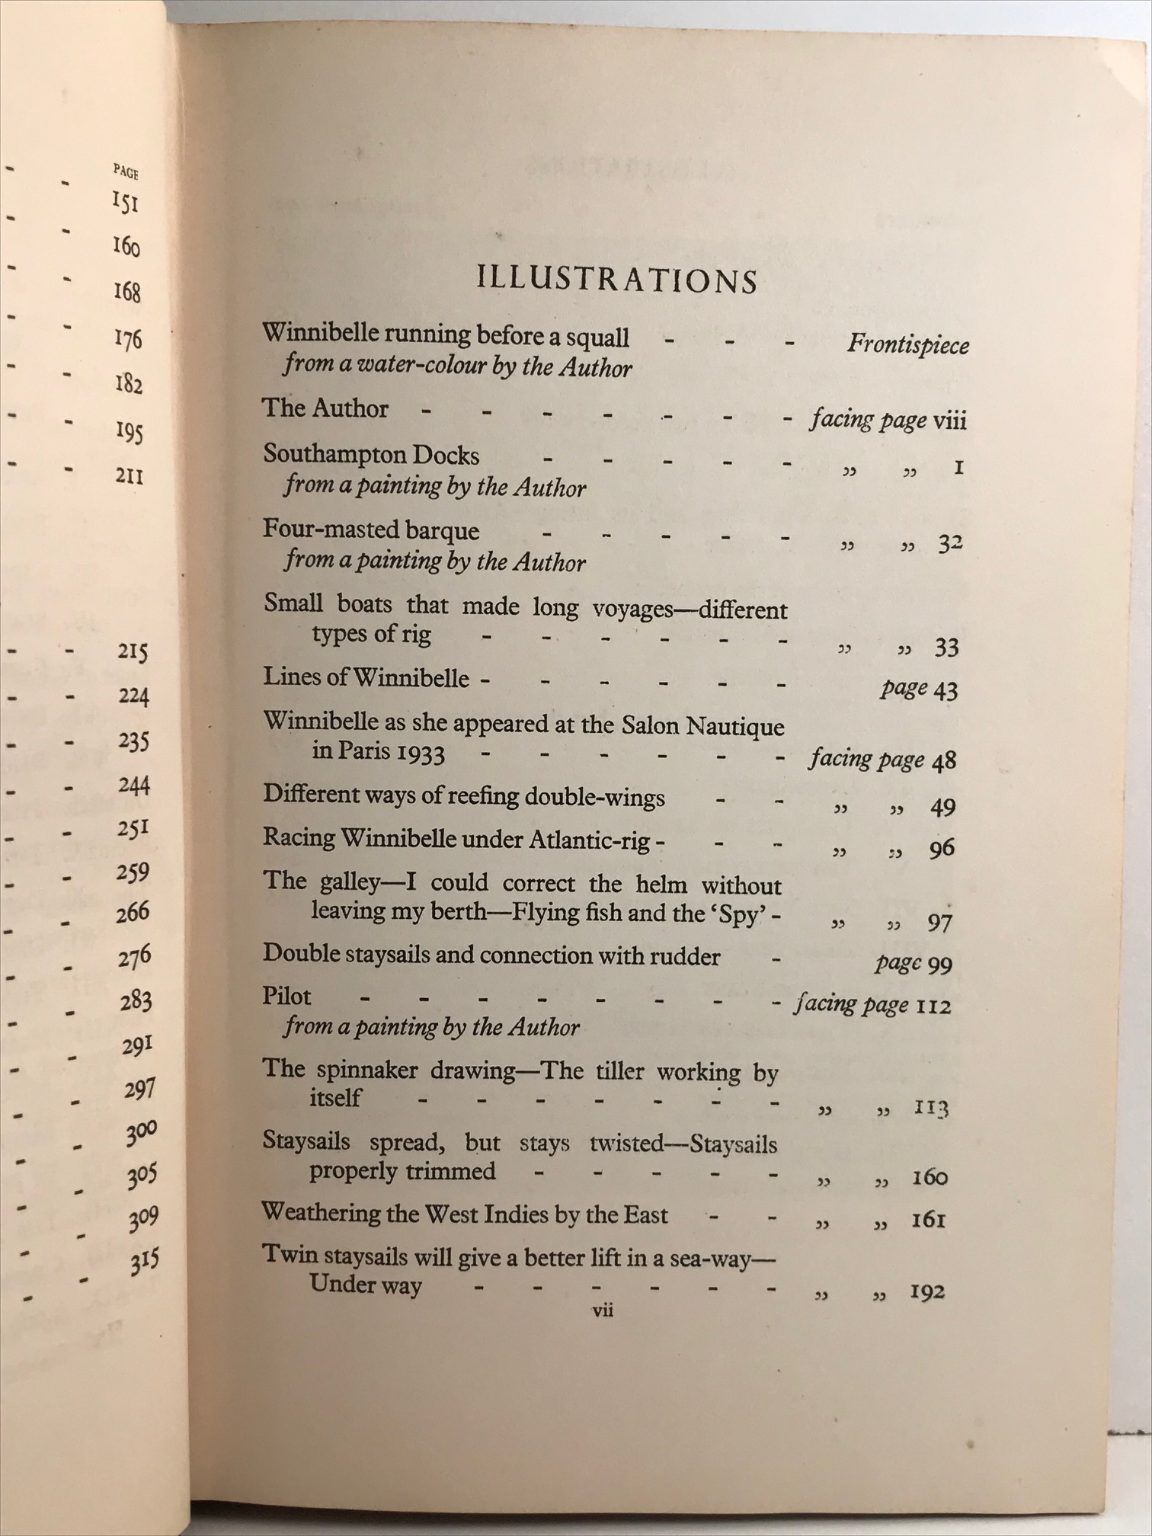 PAGE
- - 151
- - 160
- - 168
- - 176
- - 182
- - 195
- - 211
- - 215
- - 224
- - 235
- - 244
- - 251
- - 259
- - 266
- - 276
- - 283
- - 291
- - 297
- - 300
- - 305
- - 309
- - 315
ILLUSTRATIONS
Winnibelle running before a squall - - - Frontispiece
from a water-colour by the Author
The Author - - - - - - - facing page viii
Southampton Docks - - - - - „ „ 1
from a painting by the Author
Four-masted barque - - - - - „ „ 32
from a painting by the Author
Small boats that made long voyages—different
types of rig - - - - - - „ „ 33
Lines of Winnibelle - - - - - - page 43
Winnibelle as she appeared at the Salon Nautique
in Paris 1933 - - - - - - facing page 48
Different ways of reefing double-wings - - „ „ 49
Racing Winnibelle under Atlantic-rig - - - „ „ 96
The galley—I could correct the helm without
leaving my berth—Flying fish and the ‘Spy’ - „ „ 97
Double staysails and connection with rudder - page 99
Pilot - - - - - - - - facing page 112
from a painting by the Author
The spinnaker drawing—The tiller working by
itself - - - - - - - „ „ 113
Staysails spread, but stays twisted—Staysails
properly trimmed - - - - - „ „ 160
Weathering the West Indies by the East - - „ „ 161
Twin staysails will give a better lift in a sea-way—
Under way - - - - - - „ „ 192
vii